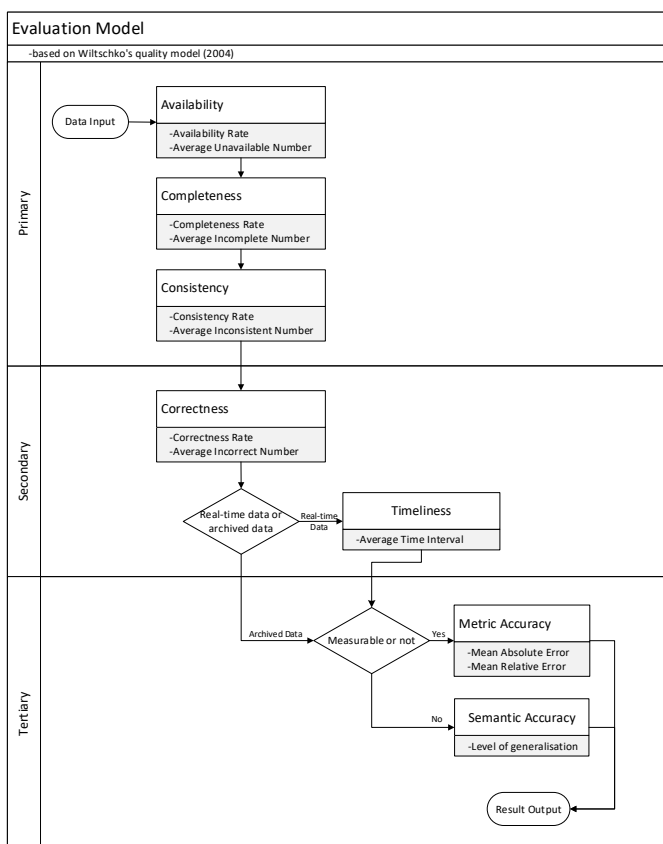 Evaluation Model
-based on Wiltschko's quality model (2004)
Primary
Data Input
Availability
-Availability Rate
-Average Unavailable Number
Completeness
-Completeness Rate
-Average Incomplete Number
Consistency
-Consistency Rate
-Average Inconsistent Number
Secondary
Correctness
-Correctness Rate
-Average Incorrect Number
Real-time data or
archived data
Real-time
Data
Timeliness
-Average Time Interval
Tertiary
Archived Data
Measurable or not
Yes
Metric Accuracy
-Mean Absolute Error
-Mean Relative Error
No
Semantic Accuracy
-Level of generalisation
Result Output